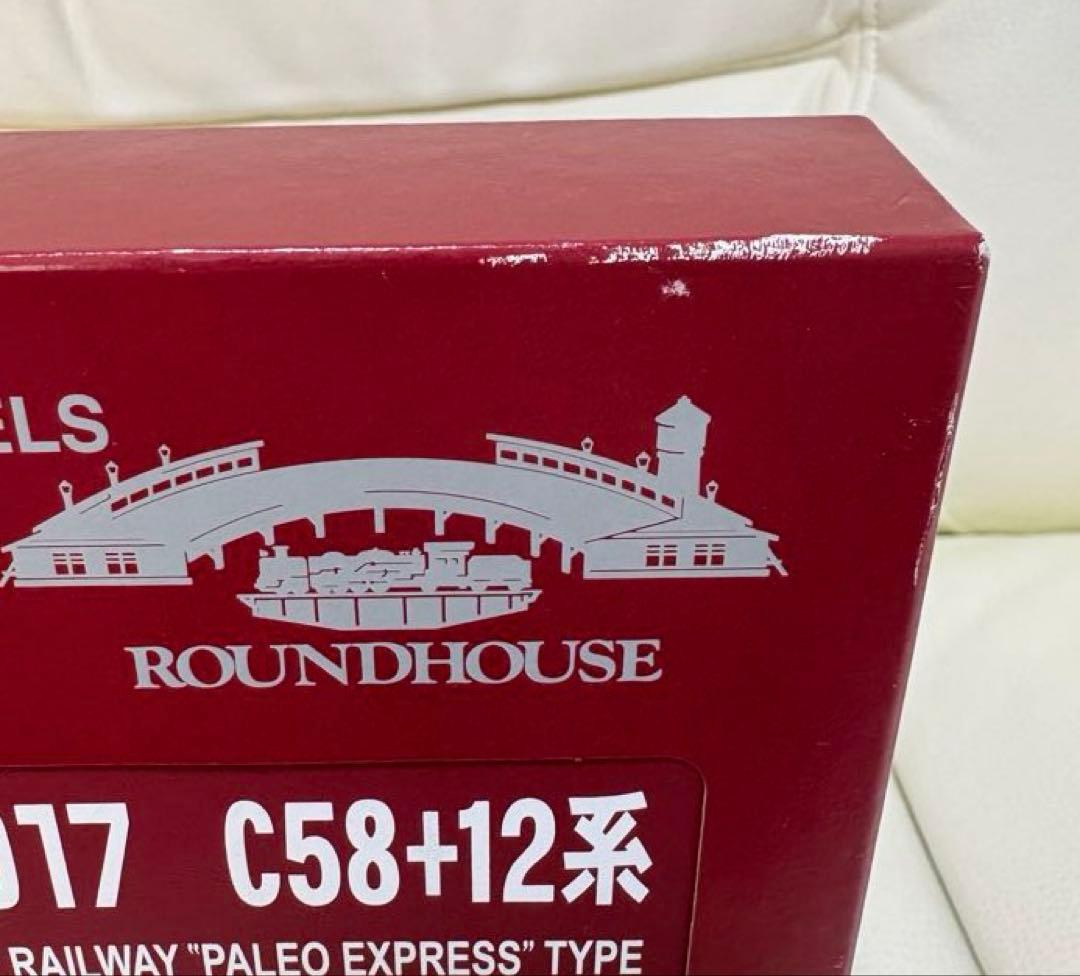 ELS
ROUNDHOUSE
017 C58+12系
RAILWAY “PALEO EXPRESS” TYPE